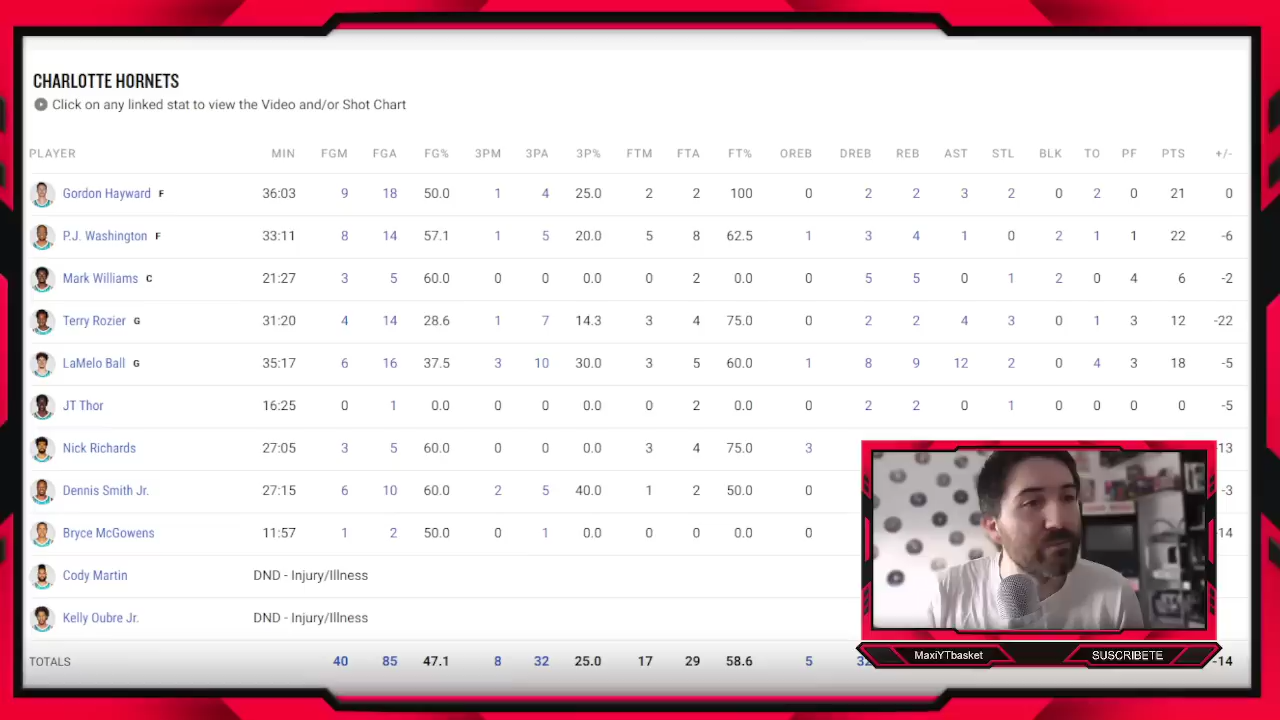 CHARLOTTE HORNETS
Click on any linked stat to view the Video and/or Shot Chart
PLAYER MIN FGM FGA FG% 3PM 3PA 3P% FTM FTA FT% OREB DREB REB AST STL BLK TO PF PTS +/-
Gordon Hayward F 36:03 9 18 50.0 1 4 25.0 2 2 100 0 2 2 3 2 0 2 0 21 0
P.J. Washington F 33:11 8 14 57.1 1 5 20.0 5 8 62.5 1 3 4 1 0 2 1 1 22 -6
Mark Williams C 21:27 3 5 60.0 0 0 0.0 0 2 0.0 0 5 5 0 1 2 0 4 6 -2
Terry Rozier G 31:20 4 14 28.6 1 7 14.3 3 4 75.0 0 2 2 4 3 0 1 3 12 -22
LaMelo Ball G 35:17 6 16 37.5 3 10 30.0 3 5 60.0 1 8 9 12 2 0 4 3 18 -5
JT Thor 16:25 0 1 0.0 0 0 0.0 0 2 0.0 0 2 2 0 1 0 0 0 0 -5
Nick Richards 27:05 3 5 60.0 0 0 0.0 3 4 75.0 3 13
Dennis Smith Jr. 27:15 6 10 60.0 2 5 40.0 1 2 50.0 0 -3
Bryce McGowens 11:57 1 2 50.0 0 1 0.0 0 0 0.0 0 14
Cody Martin DND - Injury/Illness
Kelly Oubre Jr. DND - Injury/Illness
TOTALS 40 85 47.1 8 32 25.0 17 29 58.6 5 -14
MaxiYTbasket SUSCRIBETE